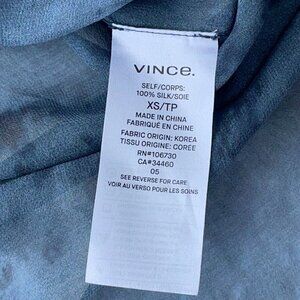 VINCE.
SELF/CORPS:
100% SILK/SOIE
XS/TP
MADE IN CHINA
FABRIQUÉ EN CHINE
FABRIC ORIGIN: KOREA
TISSU ORIGINE: CORÉE
RN#106730
CA#34460
05
SEE REVERSE FOR CARE
VOIR AU VERSO POUR LES SOINS